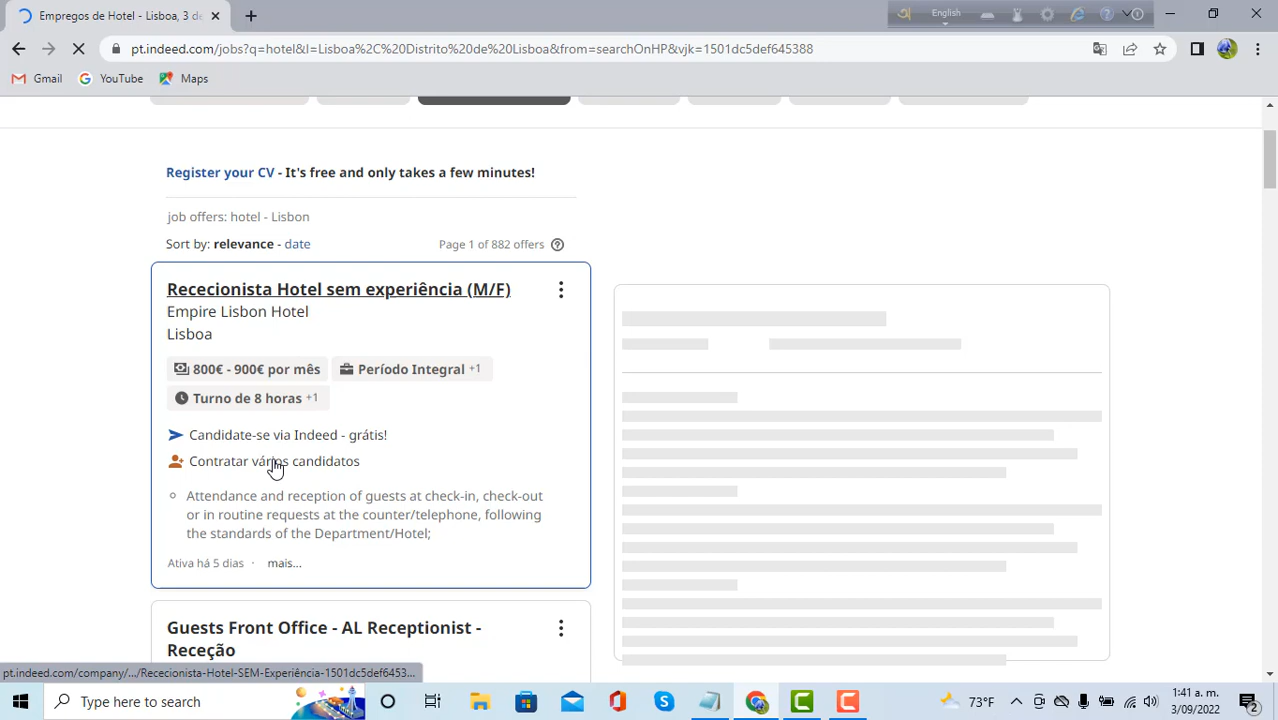 Empregos de Hotel - Lisboa, 3 de
English
pt.indeed.com/jobs?q=hotel&l=Lisboa%2C%20Distrito%20de%20Lisboa&from=searchOnHP&vjk=1501dc5def645388
Gmail YouTube Maps
Register your CV - It's free and only takes a few minutes!
job offers: hotel - Lisbon
Sort by: relevance - date Page 1 of 882 offers
Rececionista Hotel sem experiência (M/F)
Empire Lisbon Hotel
Lisboa
800€ - 900€ por mês Período Integral +1
Turno de 8 horas +1
Candidate-se via Indeed - grátis!
Contratar vários candidatos
Attendance and reception of guests at check-in, check-out
or in routine requests at the counter/telephone, following
the standards of the Department/Hotel;
Ativa há 5 dias · mais...
Guests Front Office - AL Receptionist -
Receção
pt.indeed.com/company/.../Rececionista-Hotel-SEM-Experiência-1501dc5def6453...
Type here to search
73°F
1:41 a. m.
3/09/2022
2